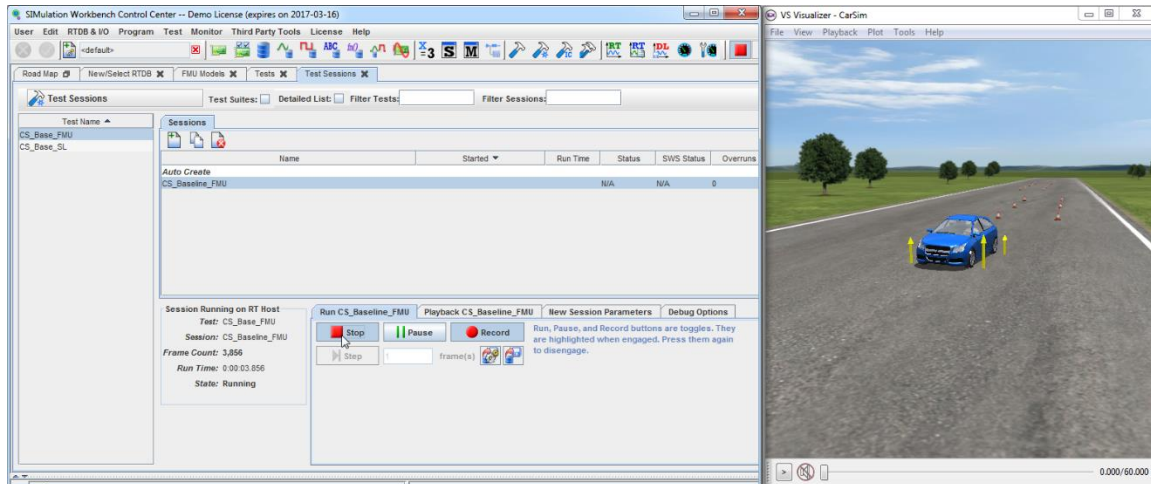 SIMulation Workbench Control Center -- Demo License (expires on 2017-03-16)
User Edit RTDB & I/O Program Test Monitor Third Party Tools License Help
<default>
Road Map New/Select RTDB FMU Models Tests Test Sessions
Test Sessions Test Suites: Detailed List: Filter Tests: Filter Sessions:
Test Name
CS_Base_FMU
CS_Base_SL
Sessions
Name Started Run Time Status SWS Status Overruns
Auto Create
CS_Baseline_FMU N/A N/A 0
Session Running on RT Host
Test: CS_Base_FMU
Session: CS_Baseline_FMU
Frame Count: 3,856
Run Time: 0:00:03.856
State: Running
Run CS_Baseline_FMU Playback CS_Baseline_FMU New Session Parameters Debug Options
Stop Pause Record
Run, Pause, and Record buttons are toggles. They
are highlighted when engaged. Press them again
to disengage.
Step 1 frame(s)
VS Visualizer - CarSim
File View Playback Plot Tools Help
0.000/60.000